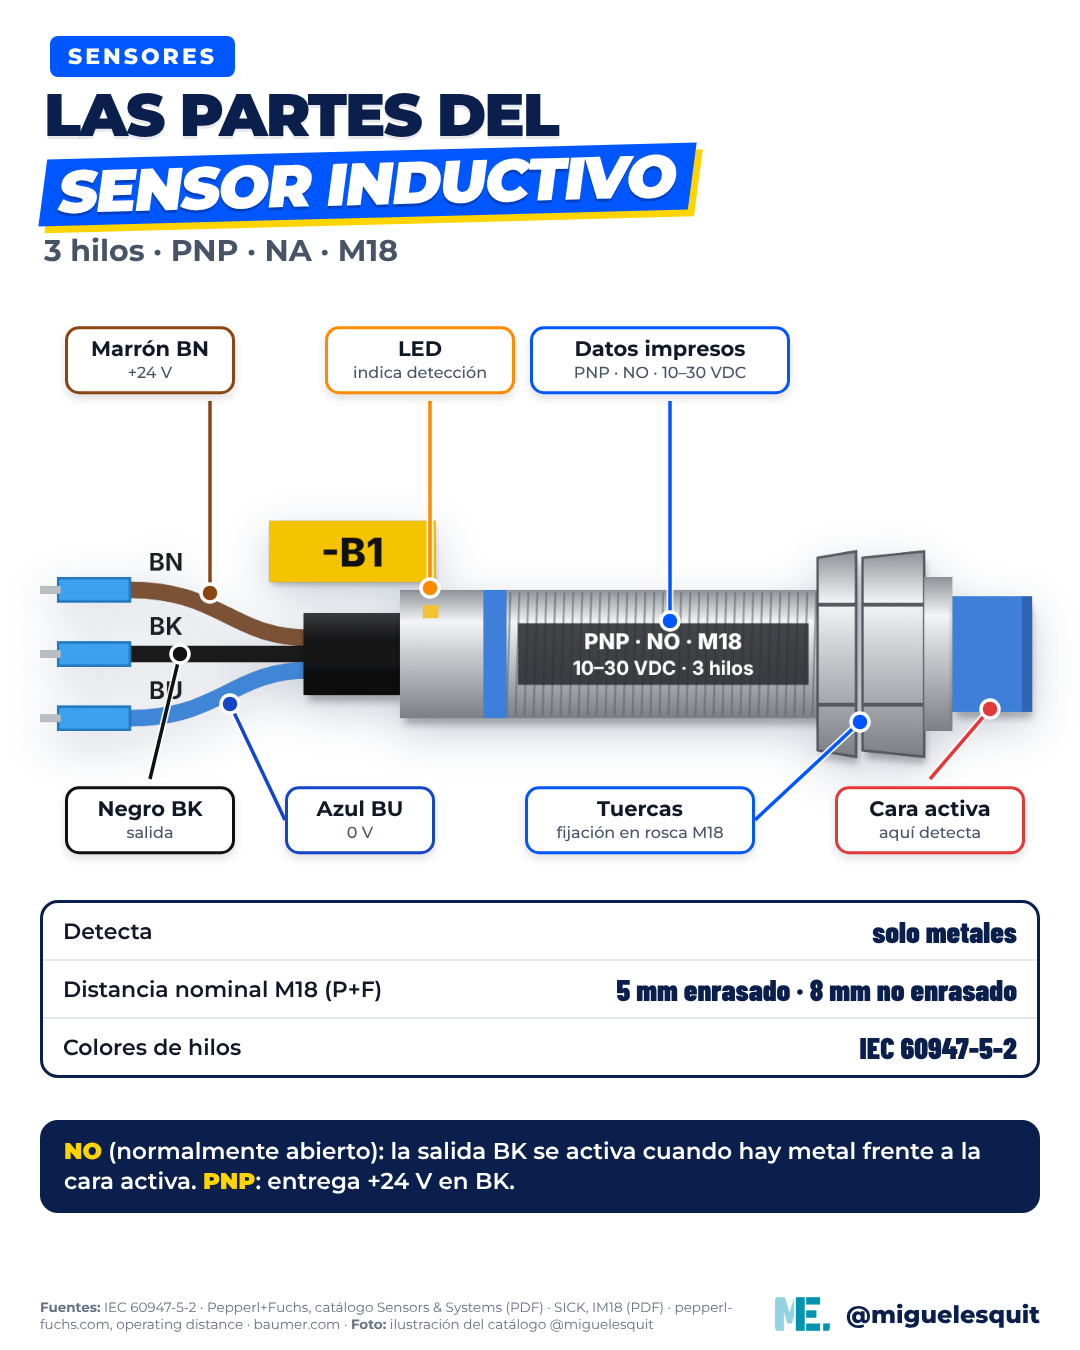 SENSORES
LAS PARTES DEL
SENSOR INDUCTIVO
3 hilos · PNP · NA · M18
Marrón BN
+24 V
LED
indica detección
Datos impresos
PNP · NO · 10–30 VDC
-B1
BN
BK
BU
PNP · NO · M18
10–30 VDC · 3 hilos
Negro BK
salida
Azul BU
0 V
Tuercas
fijación en rosca M18
Cara activa
aquí detecta
Detecta solo metales
Distancia nominal M18 (P+F) 5 mm enrasado · 8 mm no enrasado
Colores de hilos IEC 60947-5-2
NO (normalmente abierto): la salida BK se activa cuando hay metal frente a la
cara activa. PNP: entrega +24 V en BK.
Fuentes: IEC 60947-5-2 · Pepperl+Fuchs, catálogo Sensors & Systems (PDF) · SICK, IM18 (PDF) · pepperl-
fuchs.com, operating distance · baumer.com · Foto: ilustración del catálogo @miguelesquit
ME.
@miguelesquit